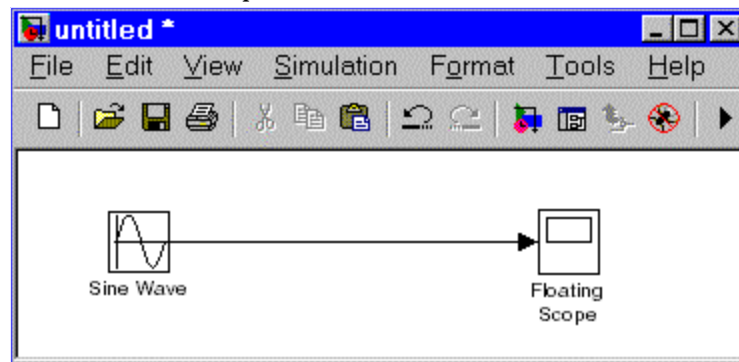 untitled *
File Edit View Simulation Format Tools Help
Sine Wave
Floating
Scope